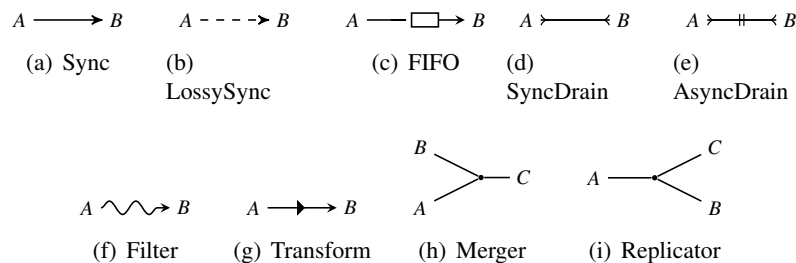 A B A B A B A B A B
(a) Sync (b) LossySync (c) FIFO (d) SyncDrain (e) AsyncDrain
B C
A B A B C A
A B
(f) Filter (g) Transform (h) Merger (i) Replicator